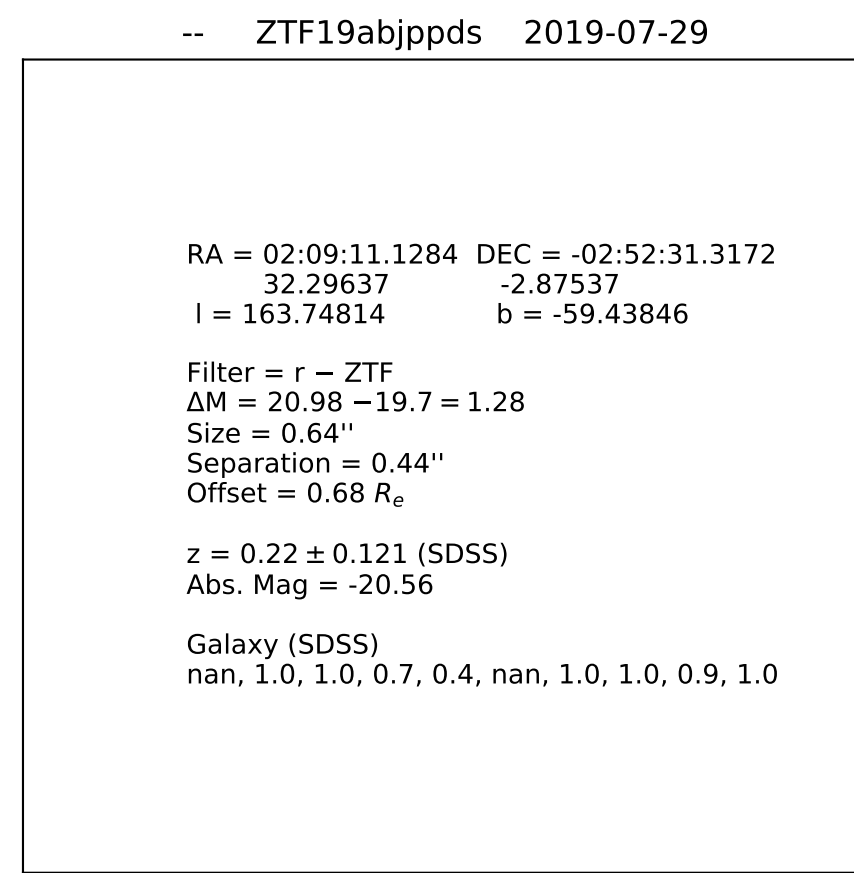 -- ZTF19abjppds 2019-07-29
RA = 02:09:11.1284 DEC = -02:52:31.3172
32.29637 -2.87537
l = 163.74814 b = -59.43846
Filter = r − ZTF
ΔM = 20.98 −19.7 = 1.28
Size = 0.64''
Separation = 0.44''
Offset = 0.68 Re
z = 0.22 ± 0.121 (SDSS)
Abs. Mag = -20.56
Galaxy (SDSS)
nan, 1.0, 1.0, 0.7, 0.4, nan, 1.0, 1.0, 0.9, 1.0